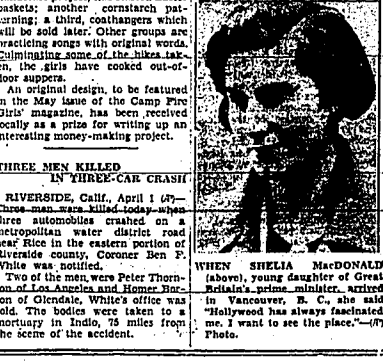 baskets; another cornstarch pat-
erning; a third, coathangers which
will be sold later. Other groups are
practicing songs with original words.
Culminating some of the hikes tak-
en, the girls have cooked out-of-
door suppers.
An original design, to be featured
in the May issue of the Camp Fire
Girls' magazine, has been received
locally as a prize for writing up an
interesting money-making project.
THREE MEN KILLED
IN THREE-CAR CRASH
RIVERSIDE, Calif., April 1 (AP)—
Three men were killed today when
three automobiles crashed on a
metropolitan water district road
near Rice in the eastern portion of
Riverside county, Coroner Ben F.
White was notified.
Two of the men, were Peter Thorn-
ton of Los Angeles and Homer Bor-
on of Glendale, White's office was
told. The bodies were taken to a
mortuary in Indio, 75 miles from
the scene of the accident.
WHEN SHELIA MacDONALD
(above), young daughter of Great
Britain's prime minister, arrived
in Vancouver, B. C., she said
"Hollywood has always fascinated
me. I want to see the place."—(AP)
Photo.